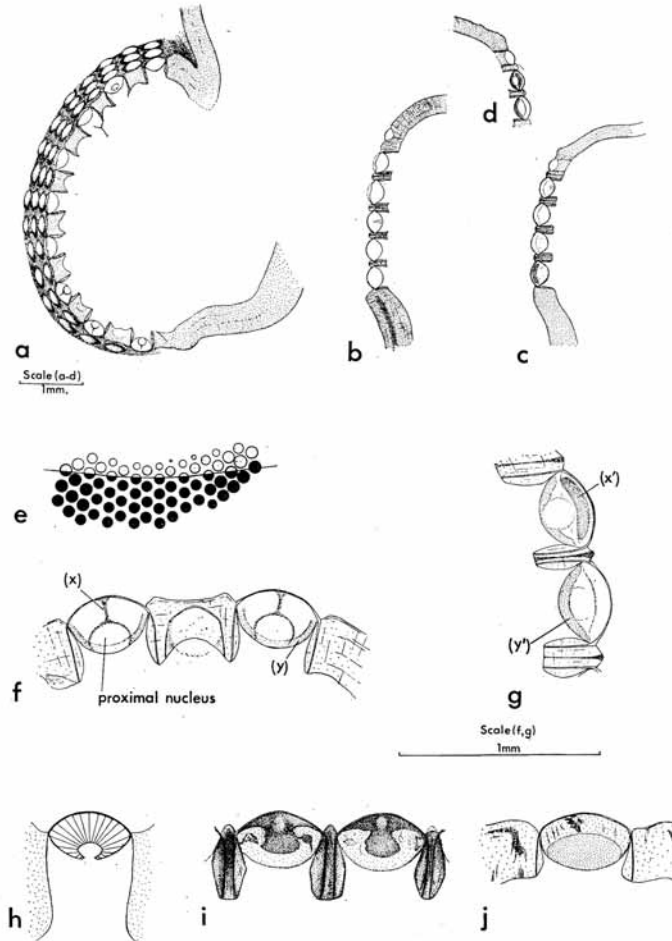 a
Scale (a-d)
1mm.
b
d
c
e
(x)
(y)
proximal nucleus
f
(x')
(y')
g
Scale (f,g)
1mm
h
i
j